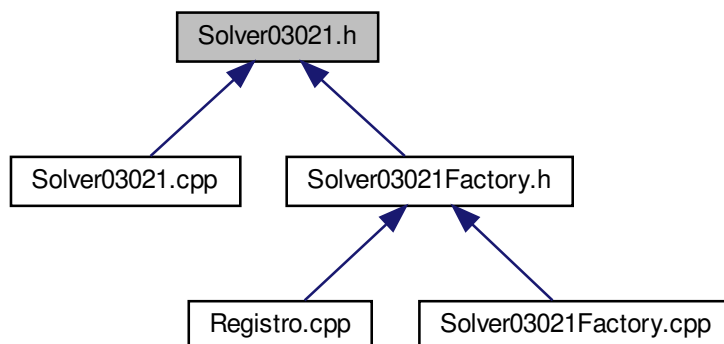 Solver03021.h
Solver03021.cpp
Solver03021Factory.h
Registro.cpp
Solver03021Factory.cpp